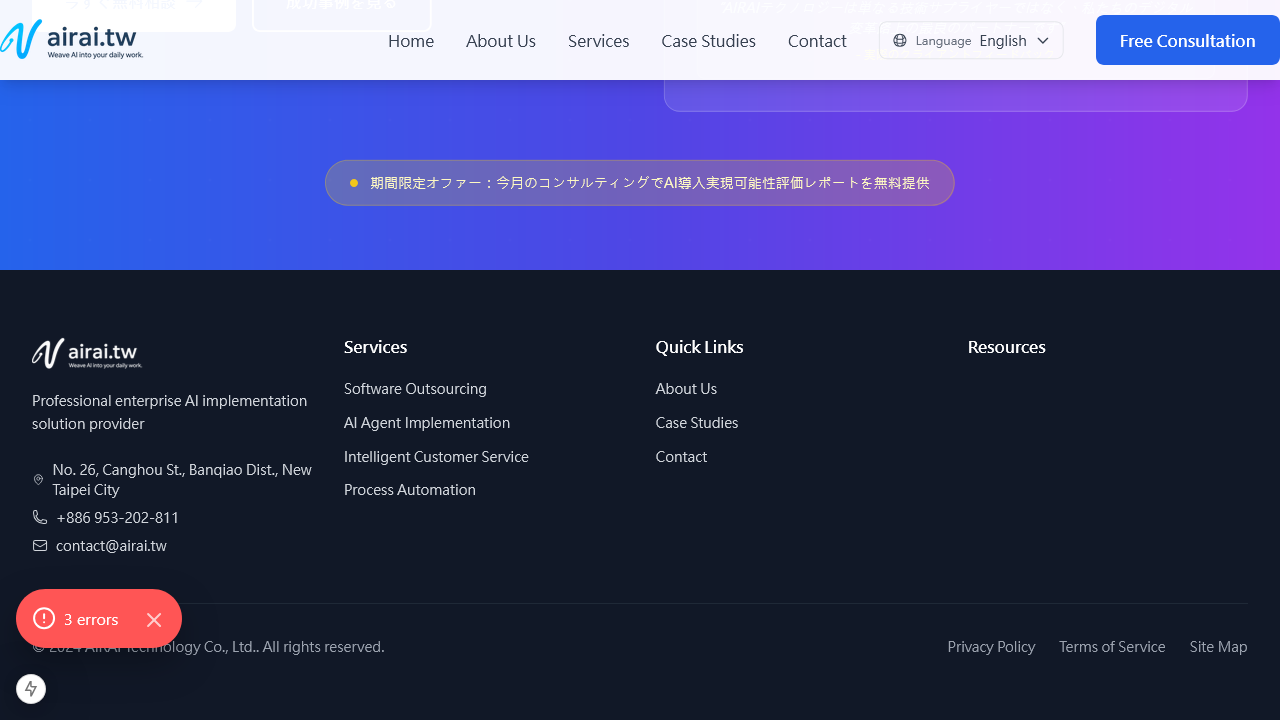 airai.tw
Weave AI into your daily work.
Home
About Us
Services
Case Studies
Contact
Language
English
Free Consultation
期間限定オファー：今月のコンサルティングでAI導入実現可能性評価レポートを無料提供
airai.tw
Weave AI into your daily work.
Professional enterprise AI implementation
solution provider
No. 26, Canghou St., Banqiao Dist., New
Taipei City
+886 953-202-811
contact@airai.tw
Services
Software Outsourcing
AI Agent Implementation
Intelligent Customer Service
Process Automation
Quick Links
About Us
Case Studies
Contact
Resources
3 errors
© 2024 AIRAI Technology Co., Ltd.. All rights reserved.
Privacy Policy
Terms of Service
Site Map